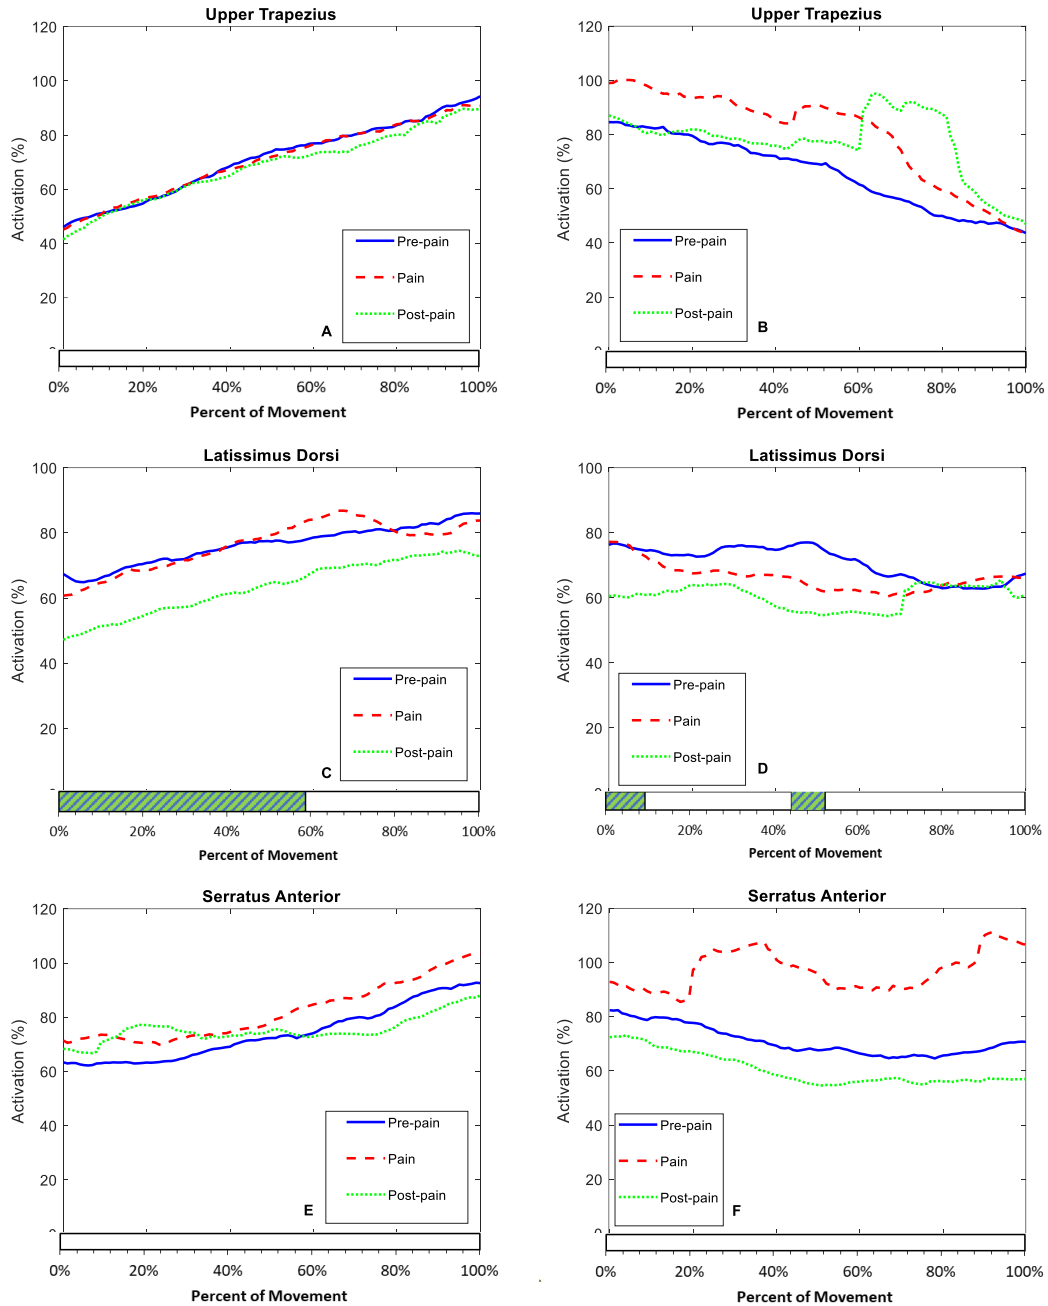 Upper Trapezius
120
100
80
60
40
20
0
Activation (%)
Pre-pain
Pain
Post-pain
A
0% 20% 40% 60% 80% 100%
Percent of Movement
Upper Trapezius
120
100
80
60
40
20
0
Activation (%)
Pre-pain
Pain
Post-pain
B
0% 20% 40% 60% 80% 100%
Percent of Movement
Latissimus Dorsi
100
80
60
40
20
Activation (%)
Pre-pain
Pain
Post-pain
C
0% 20% 40% 60% 80% 100%
Percent of Movement
Latissimus Dorsi
100
80
60
40
20
Activation (%)
Pre-pain
Pain
Post-pain
D
0% 20% 40% 60% 80% 100%
Percent of Movement
Serratus Anterior
120
100
80
60
40
20
0
Activation (%)
Pre-pain
Pain
Post-pain
E
0% 20% 40% 60% 80% 100%
Percent of Movement
Serratus Anterior
120
100
80
60
40
20
0
Activation (%)
Pre-pain
Pain
Post-pain
F
0% 20% 40% 60% 80% 100%
Percent of Movement